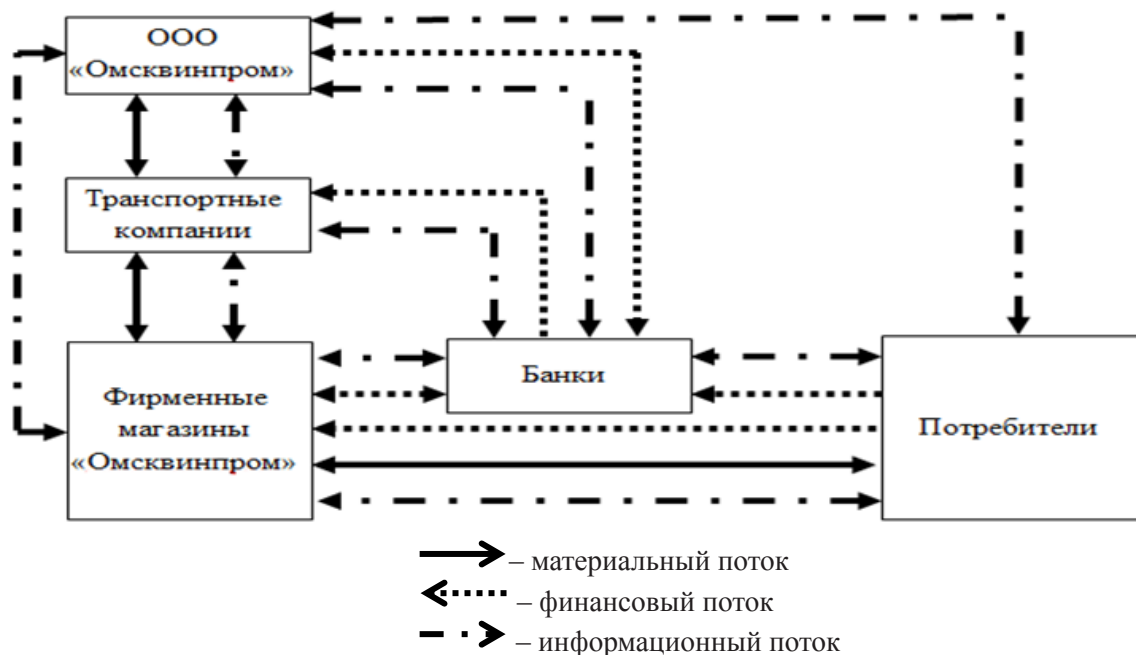 ООО
«Омсквинпром»
Транспортные
компании
Фирменные
магазины
«Омсквинпром»
Банки
Потребители
– материальный поток
– финансовый поток
– информационный поток